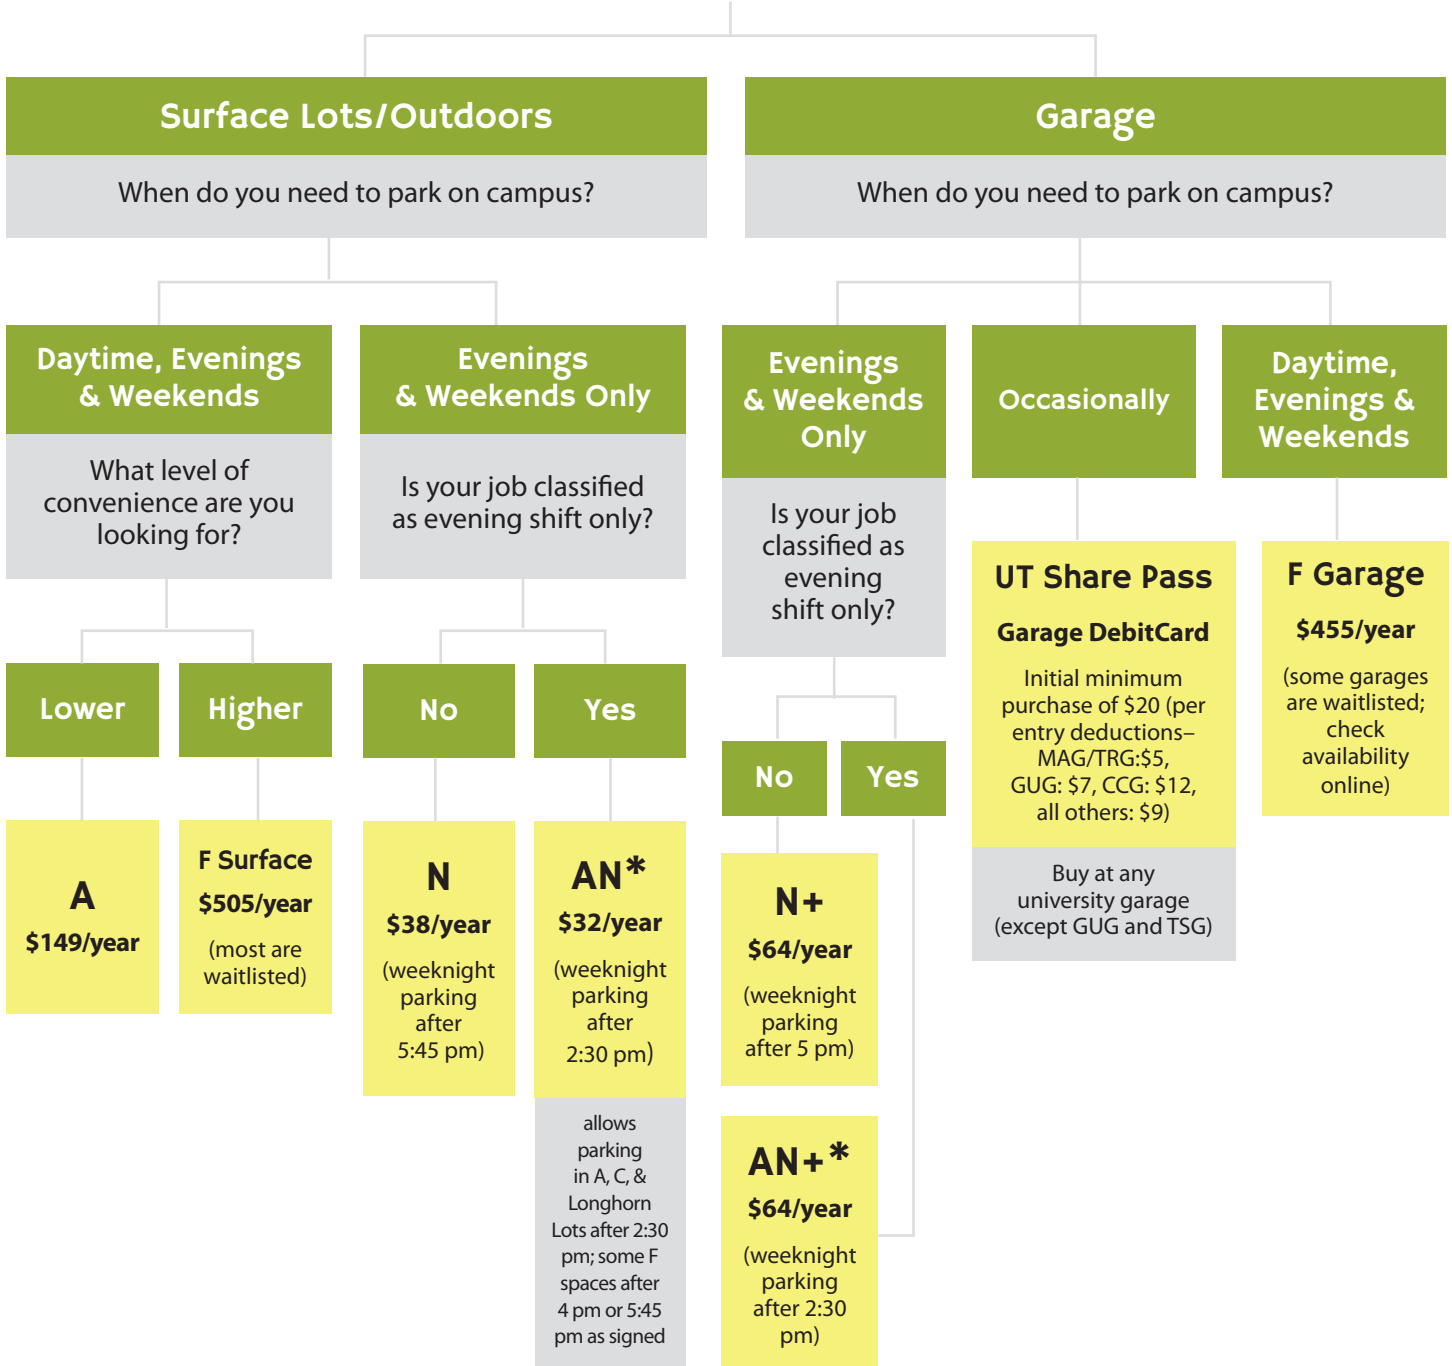 Surface Lots/Outdoors
When do you need to park on campus?
Garage
When do you need to park on campus?
Daytime, Evenings
& Weekends
What level of
convenience are you
looking for?
Evenings
& Weekends Only
Is your job classified
as evening shift only?
Evenings
& Weekends
Only
Is your job
classified as
evening
shift only?
Occasionally
Daytime,
Evenings &
Weekends
Lower
Higher
No
Yes
No
Yes
A
$149/year
F Surface
$505/year
(most are
waitlisted)
N
$38/year
(weeknight
parking
after
5:45 pm)
AN*
$32/year
(weeknight
parking
after
2:30 pm)
allows
parking
in A, C, &
Longhorn
Lots after 2:30
pm; some F
spaces after
4 pm or 5:45
pm as signed
N+
$64/year
(weeknight
parking
after 5 pm)
AN+*
$64/year
(weeknight
parking
after 2:30
pm)
UT Share Pass
Garage DebitCard
Initial minimum
purchase of $20 (per
entry deductions–
MAG/TRG:$5,
GUG: $7, CCG: $12,
all others: $9)
Buy at any
university garage
(except GUG and TSG)
F Garage
$455/year
(some garages
are waitlisted;
check
availability
online)